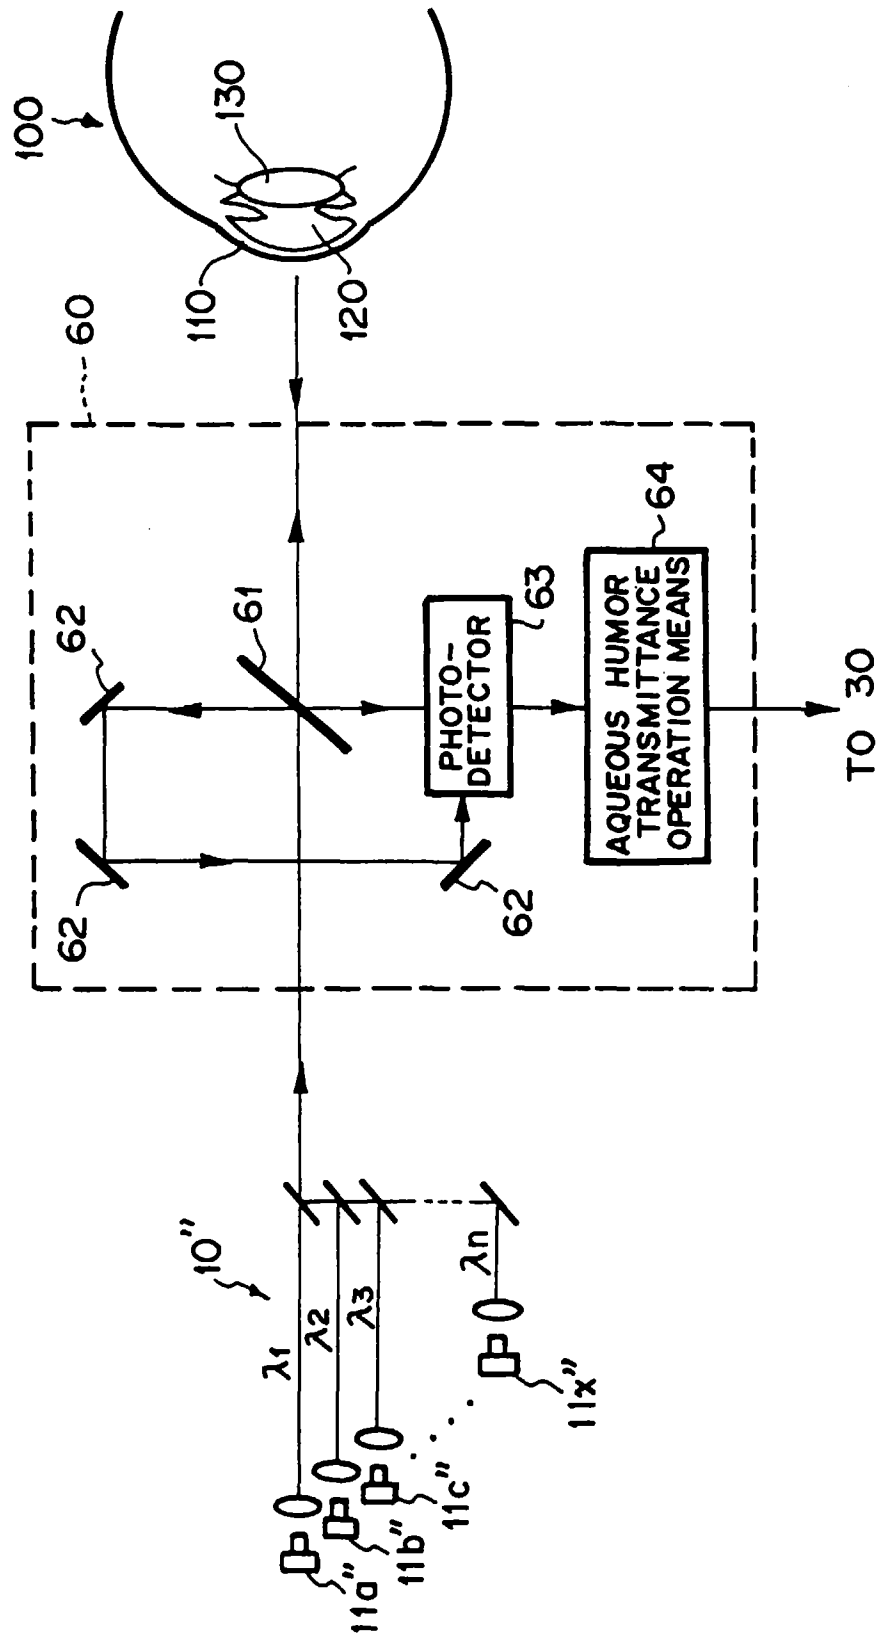 100
130
110
120
60
62
61
62
62
PHOTO-
DETECTOR
63
AQUEOUS HUMOR
TRANSMITTANCE
OPERATION MEANS
64
TO 30
10"
λ1
λ2
λ3
λn
11a"
11b"
11c"
11x"